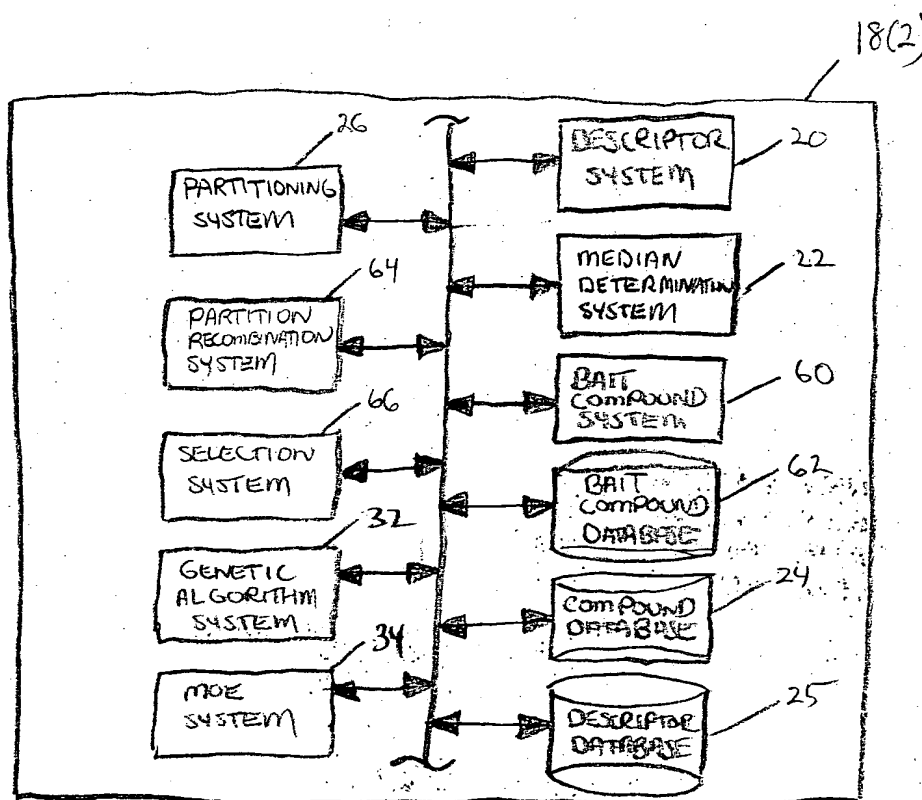 18(2)
26
PARTITIONING
SYSTEM
64
PARTITION
RECOMBINATION
SYSTEM
66
SELECTION
SYSTEM
32
GENETIC
ALGORITHM
SYSTEM
34
MOE
SYSTEM
DESCRIPTOR
SYSTEM
20
MEDIAN
DETERMINATION
SYSTEM
22
BAIT
COMPOUND
SYSTEM
60
BAIT
COMPOUND
DATABASE
62
COMPOUND
DATABASE
24
DESCRIPTOR
DATABASE
25